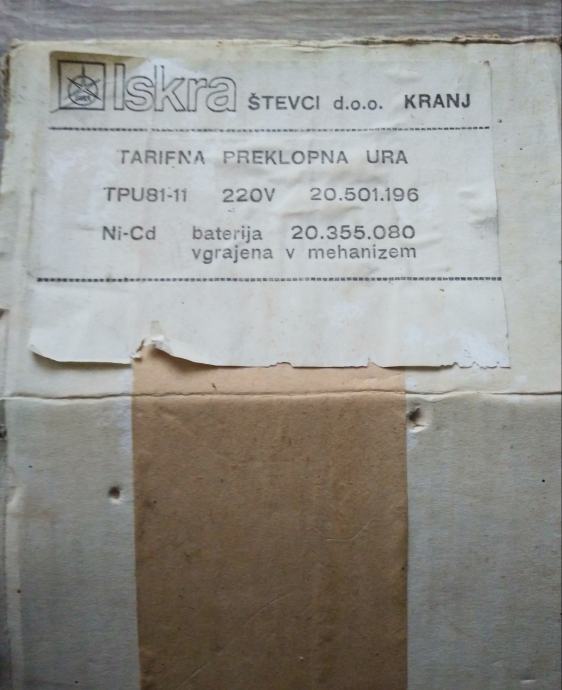 Iskra ŠTEVCI d.o.o. KRANJ
TARIFNA PREKLOPNA URA
TPU81-11 220V 20.501.196
Ni-Cd baterija 20.355.080
vgrajena v mehanizem